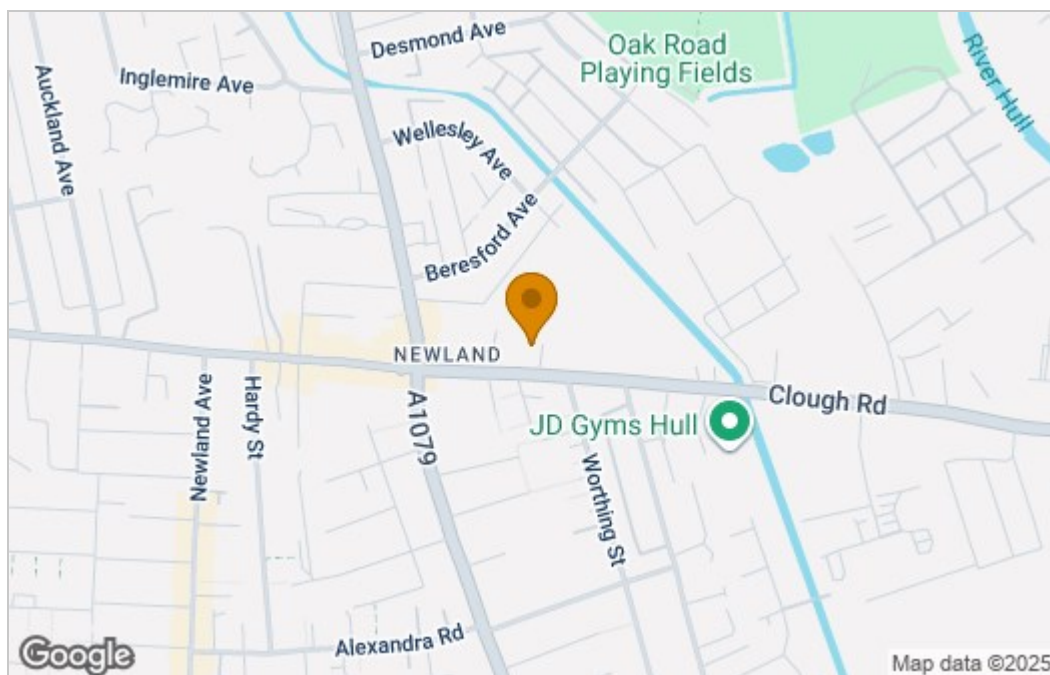 Desmond Ave
Oak Road
Playing Fields
River Hull
Inglemire Ave
Auckland Ave
Wellesley Ave
Beresford Ave
NEWLAND
Clough Rd
JD Gyms Hull
A1079
Hardy St
Newland Ave
Worthing St
Alexandra Rd
Google
Map data ©2025